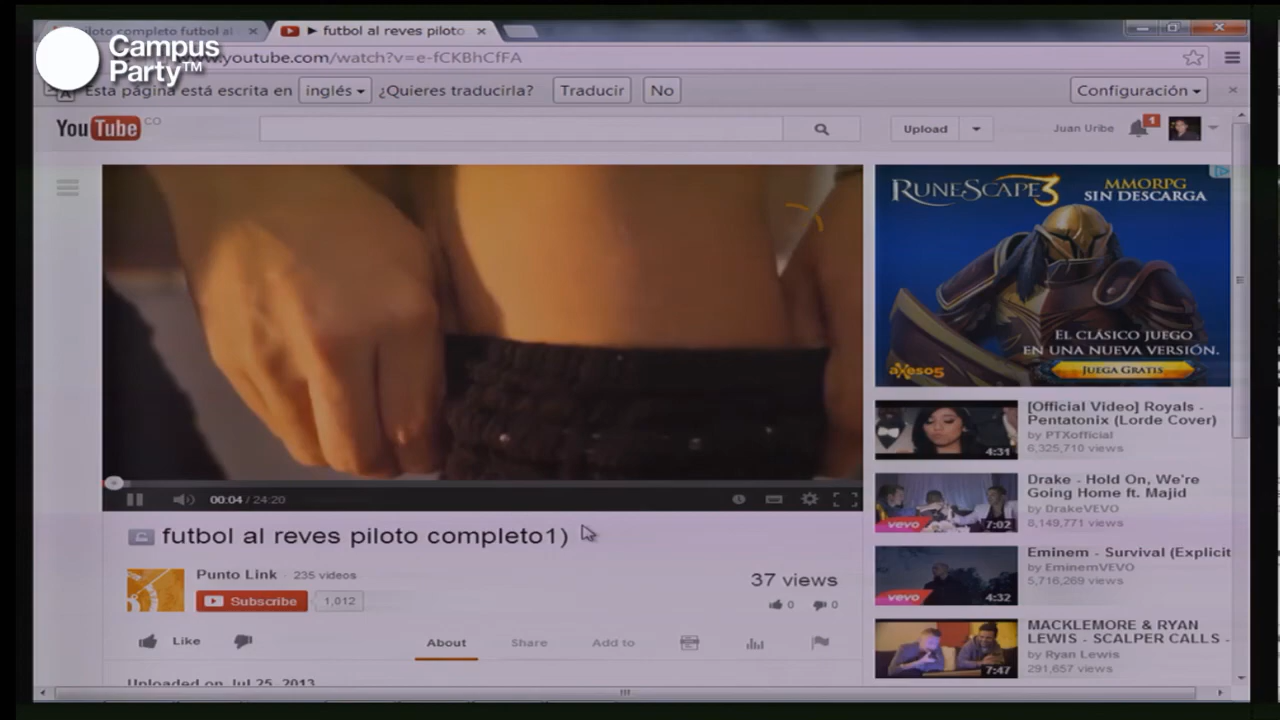 piloto completo futbol al
► futbol al reves piloto
Campus
Party™
www.youtube.com/watch?v=e-fCKBhCfFA
Esta página está escrita en inglés ¿Quieres traducirla? Traducir No Configuración
YouTube CO
Upload
Juan Uribe
1
RUNESCAPE 3
MMORPG
SIN DESCARGA
EL CLÁSICO JUEGO
EN UNA NUEVA VERSIÓN.
axeso5
JUEGA GRATIS
00:04 / 24:20
futbol al reves piloto completo1)
Punto Link 235 videos
Subscribe 1,012
37 views
0 0
Like
About Share Add to
Uploaded on Jul 25, 2013
[Official Video] Royals -
Pentatonix (Lorde Cover)
by PTXofficial
6,325,710 views
4:31
Drake - Hold On, We're
Going Home ft. Majid
by DrakeVEVO
8,149,771 views
vevo 7:02
Eminem - Survival (Explicit
by EminemVEVO
5,716,269 views
vevo 4:32
MACKLEMORE & RYAN
LEWIS - SCALPER CALLS -
by Ryan Lewis
291,657 views
7:47